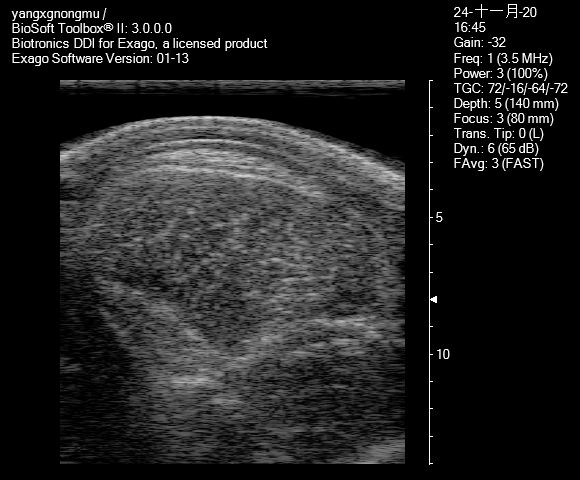 yangxgnongmu /
BioSoft Toolbox® II: 3.0.0.0
Biotronics DDI for Exago, a licensed product
Exago Software Version: 01-13
24-十一月-20
16:45
Gain: -32
Freq: 1 (3.5 MHz)
Power: 3 (100%)
TGC: 72/-16/-64/-72
Depth: 5 (140 mm)
Focus: 3 (80 mm)
Trans. Tip: 0 (L)
Dyn.: 6 (65 dB)
FAvg: 3 (FAST)
5
10